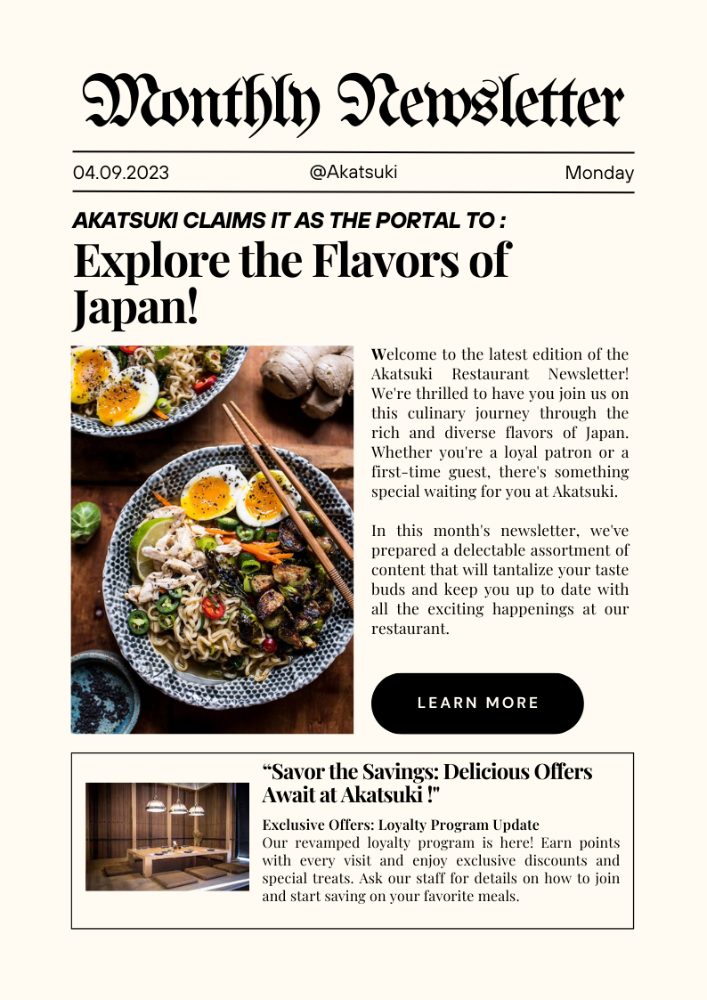 Monthly Newsletter
04.09.2023 @Akatsuki Monday
AKATSUKI CLAIMS IT AS THE PORTAL TO :
Explore the Flavors of
Japan!
Welcome to the latest edition of the
Akatsuki Restaurant Newsletter!
We're thrilled to have you join us on
this culinary journey through the
rich and diverse flavors of Japan.
Whether you're a loyal patron or a
first-time guest, there's something
special waiting for you at Akatsuki.
In this month's newsletter, we've
prepared a delectable assortment of
content that will tantalize your taste
buds and keep you up to date with
all the exciting happenings at our
restaurant.
LEARN MORE
“Savor the Savings: Delicious Offers
Await at Akatsuki !"
Exclusive Offers: Loyalty Program Update
Our revamped loyalty program is here! Earn points
with every visit and enjoy exclusive discounts and
special treats. Ask our staff for details on how to join
and start saving on your favorite meals.